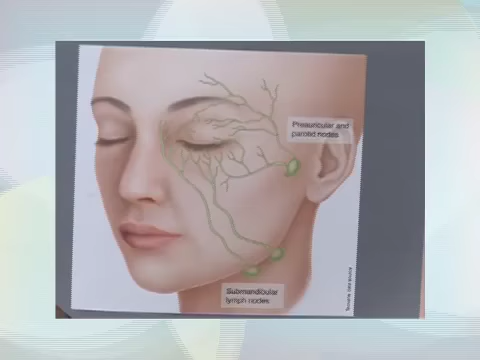 Preauricular and
parotid nodes
Submandibular
lymph nodes